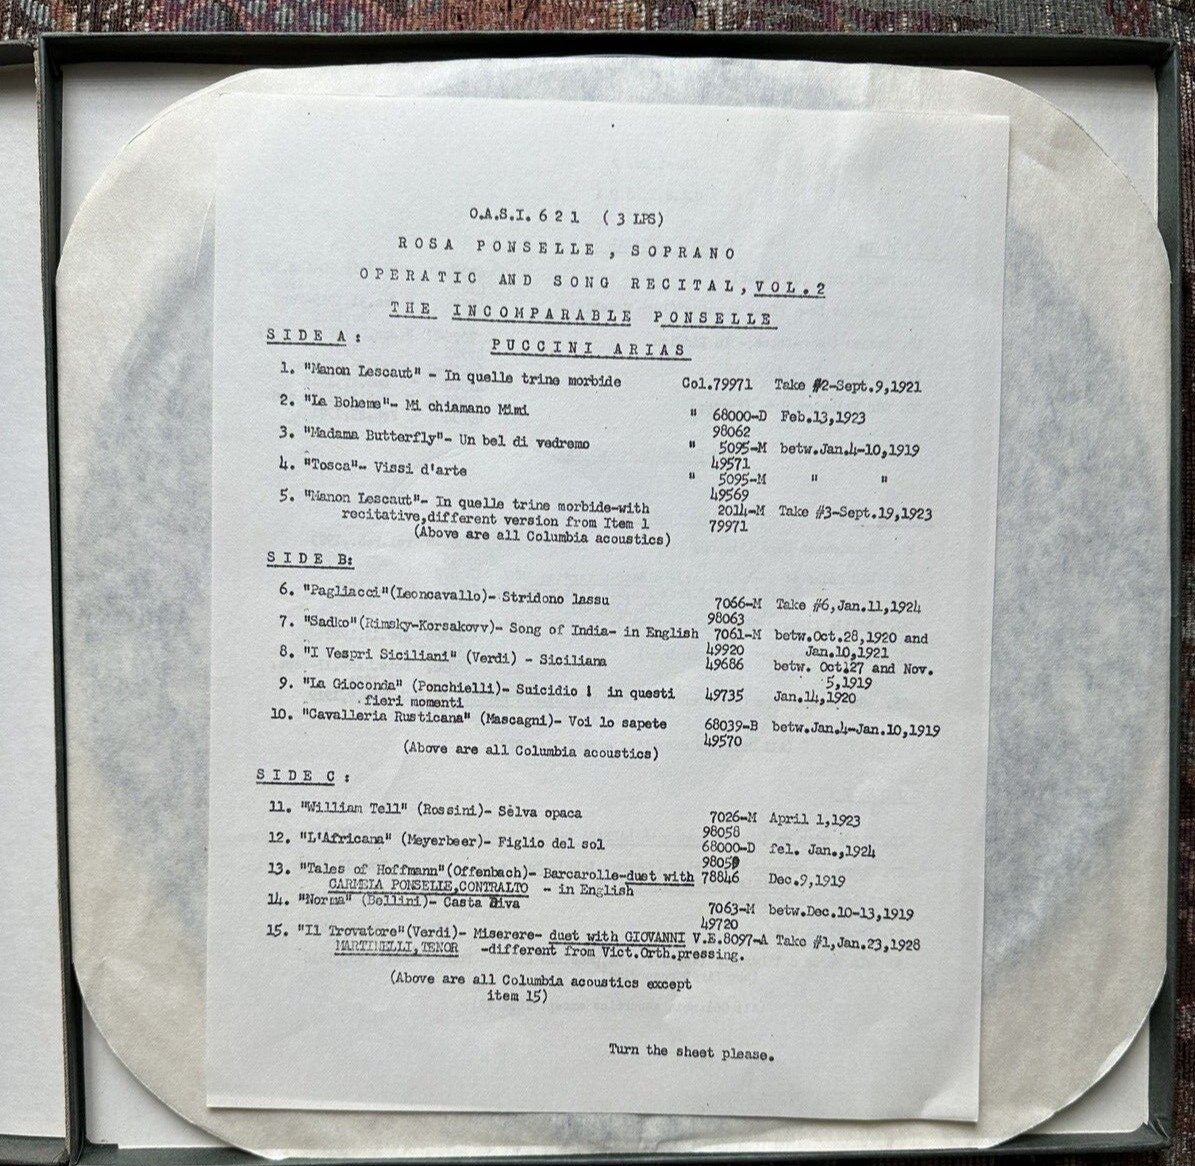 O.A.S.I. 6 2 1 ( 3 LPS)
ROSA PONSELLE , SOPRANO
OPERATIC AND SONG RECITAL, VOL.2
THE INCOMPARABLE PONSELLE
SIDE A:
PUCCINI ARIAS
1. "Manon Lescaut" - In quelle trine morbide Col.79971 Take #2-Sept.9,1921
2. "La Boheme"- Mi chiamano Mimi " 68000-D Feb.13,1923
98062
3. "Madama Butterfly"- Un bel di vedremo " 5095-M betw.Jan.4-10,1919
49571
4. "Tosca"- Vissi d'arte " 5095-M " "
49569
5. "Manon Lescaut"- In quelle trine morbide-with 2014-M Take #3-Sept.19,1923
recitative,different version from Item 1 79971
(Above are all Columbia acoustics)
SIDE B:
6. "Pagliacci"(Leoncavallo)- Stridono lassu 7066-M Take #6,Jan.11,1924
98063
7. "Sadko"(Rimsky-Korsakovv)- Song of India- in English 7061-M betw.Oct.28,1920 and
49920 Jan.10,1921
8. "I Vespri Siciliani" (Verdi) - Siciliana 49686 betw. Oct.27 and Nov.
5,1919
9. "La Gioconda" (Ponchielli)- Suicidio ! in questi 49735 Jan.14,1920
fieri momenti
10. "Cavalleria Rusticana" (Mascagni)- Voi lo sapete 68039-B betw.Jan.4-Jan.10,1919
49570
(Above are all Columbia acoustics)
SIDE C:
11. "William Tell" (Rossini)- Selva opaca 7026-M April 1,1923
98058
12. "L'Africana" (Meyerbeer)- Figlio del sol 68000-D fel. Jan.,1924
98059
13. "Tales of Hoffmann"(Offenbach)- Barcarolle-duet with 78846 Dec.9,1919
CARMELA PONSELLE,CONTRALTO - in English
14. "Norma" (Bellini)- Casta Diva 7063-M betw.Dec.10-13,1919
49720
15. "Il Trovatore"(Verdi)- Miserere- duet with GIOVANNI V.E.8097-A Take #1,Jan.23,1928
MARTINELLI,TENOR -different from Vict.Orth.pressing.
(Above are all Columbia acoustics except
item 15)
Turn the sheet please.